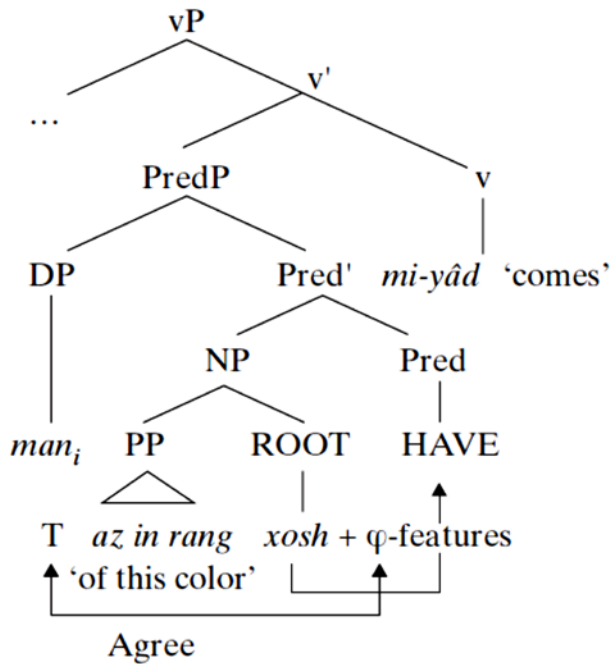 vP
... v'
PredP v
DP Pred' mi-yâd ‘comes’
NP Pred
manᵢ PP ROOT HAVE
T az in rang xosh + φ-features
‘of this color’
Agree